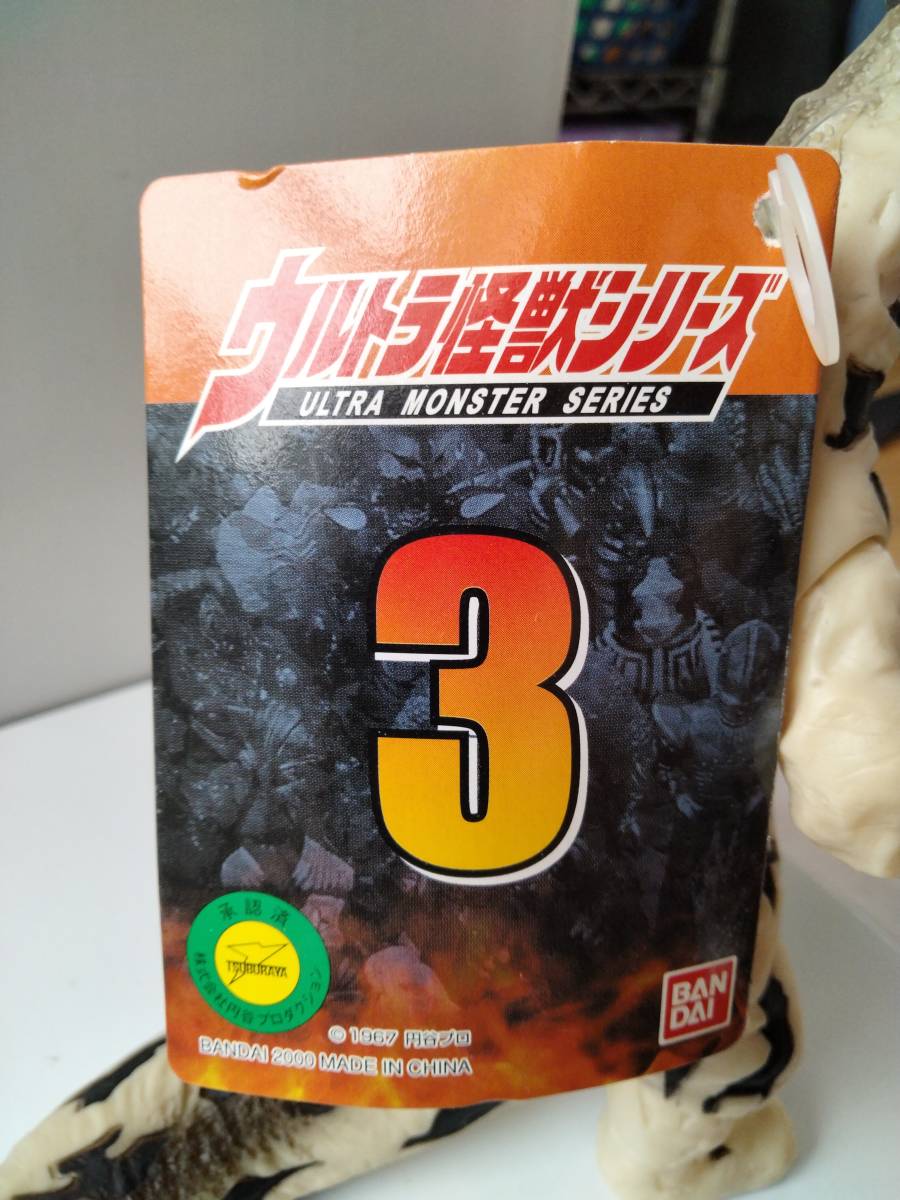 ウルトラ怪獣シリーズ
ULTRA MONSTER SERIES
3
承認済
TSUBURAYA
株式会社円谷プロダクション
BAN
DAI
© 1967 円谷プロ
BANDAI 2000 MADE IN CHINA